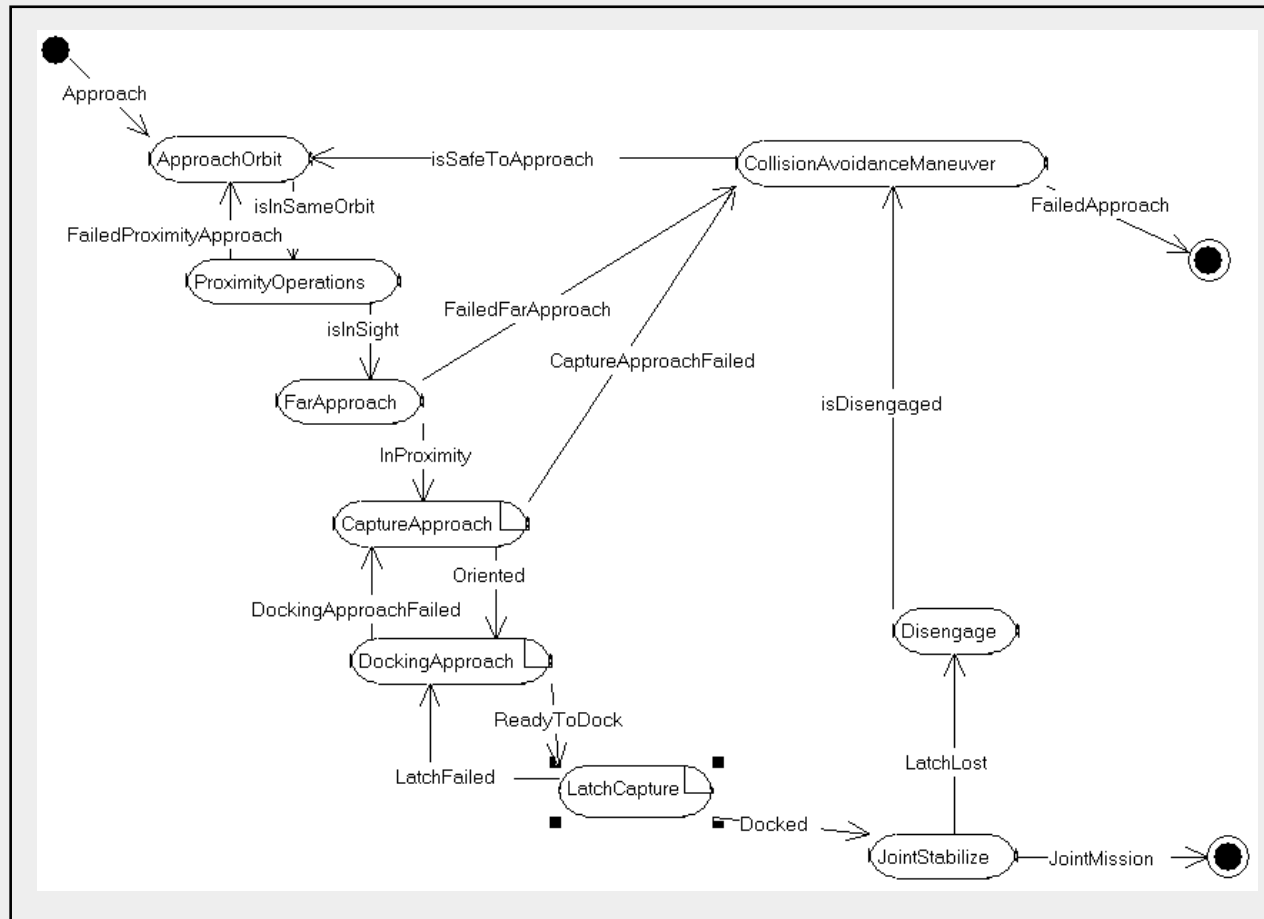 Approach
ApproachOrbit
isSafeToApproach
CollisionAvoidanceManeuver
isInSameOrbit
FailedApproach
FailedProximityApproach
ProximityOperations
FailedFarApproach
isInSight
CaptureApproachFailed
FarApproach
isDisengaged
InProximity
CaptureApproach
Oriented
DockingApproachFailed
Disengage
DockingApproach
ReadyToDock
LatchLost
LatchFailed
LatchCapture
Docked
JointStabilize
JointMission